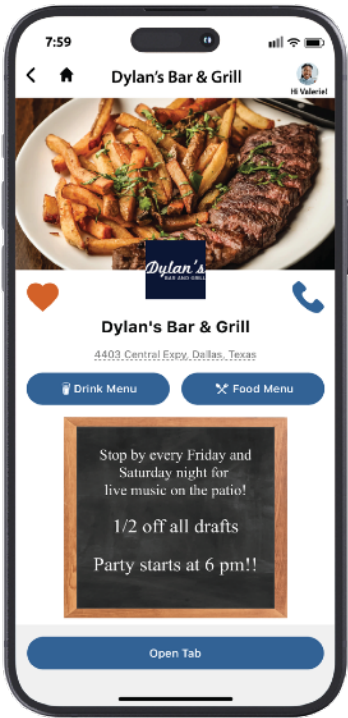 7:59
Dylan's Bar & Grill
Hi Valerie!
Dylan's
BAR AND GRILL
Dylan's Bar & Grill
4403 Central Expy, Dallas, Texas
Drink Menu
Food Menu
Stop by every Friday and
Saturday night for
live music on the patio!
1/2 off all drafts
Party starts at 6 pm!!
Open Tab